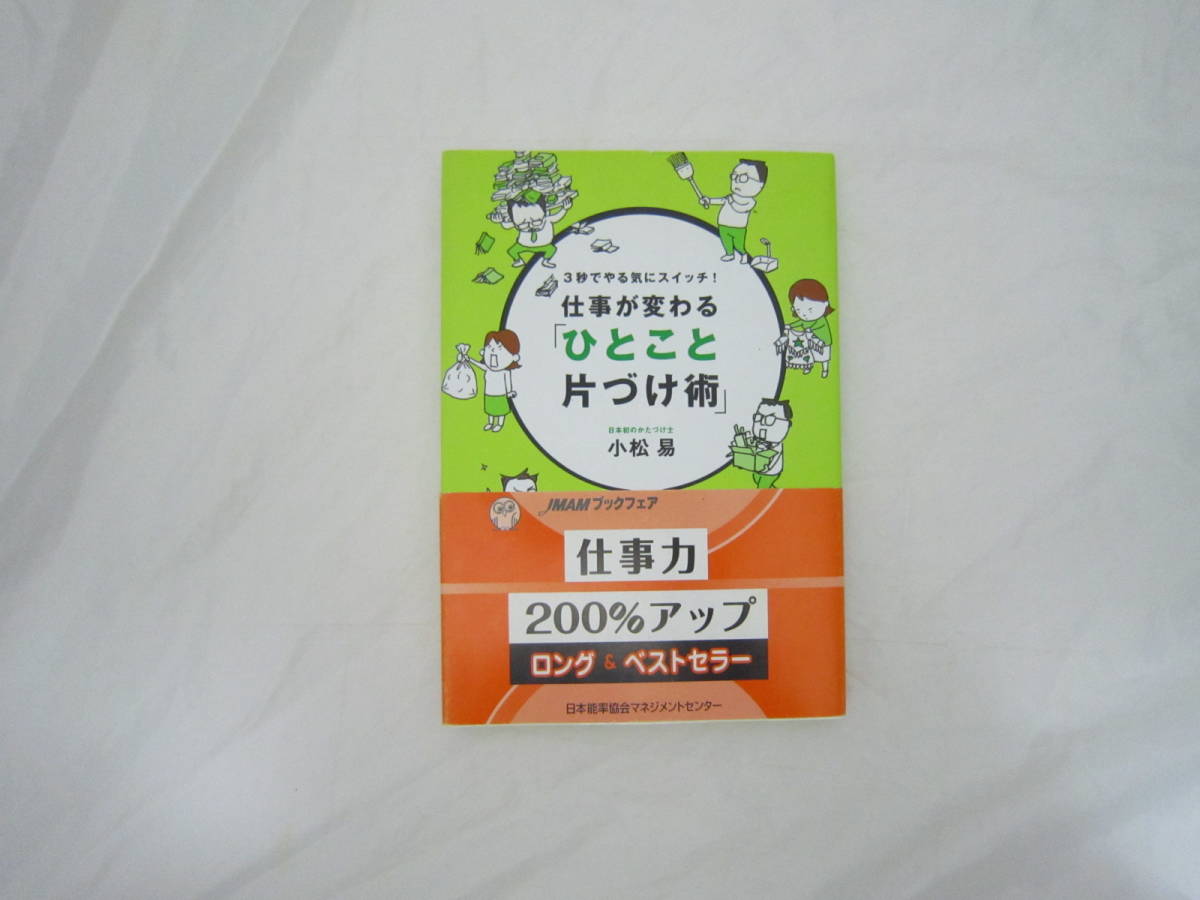 3秒でやる気にスイッチ!
仕事が変わる
「ひとこと
片づけ術」
日本初のかたづけ士
小松 易
JMAMブックフェア
仕事力
200%アップ
ロング & ベストセラー
日本能率協会マネジメントセンター